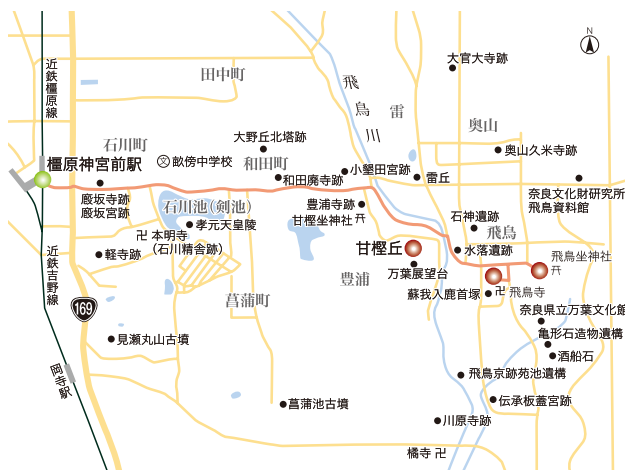 N
近鉄橿原線
田中町
飛鳥川
大官大寺跡
雷
奥山
石川町
大野丘北塔跡
橿原神宮前駅
畝傍中学校
文
和田町
小墾田宮跡
奥山久米寺跡
和田廃寺跡
雷丘
奈良文化財研究所
飛鳥資料館
廏坂寺跡
廏坂宮跡
石川池(剣池)
豊浦寺跡
甘樫坐神社
石神遺跡
孝元天皇陵
飛鳥
卍 本明寺
(石川精舎跡)
甘樫丘
水落遺跡
飛鳥坐神社
軽寺跡
万葉展望台
近鉄吉野線
豊浦
蘇我入鹿首塚
卍 飛鳥寺
菖蒲町
169
奈良県立万葉文化館
亀形石造物遺構
見瀬丸山古墳
酒船石
岡寺駅
飛鳥京跡苑池遺構
菖蒲池古墳
伝承板蓋宮跡
川原寺跡
橘寺 卍